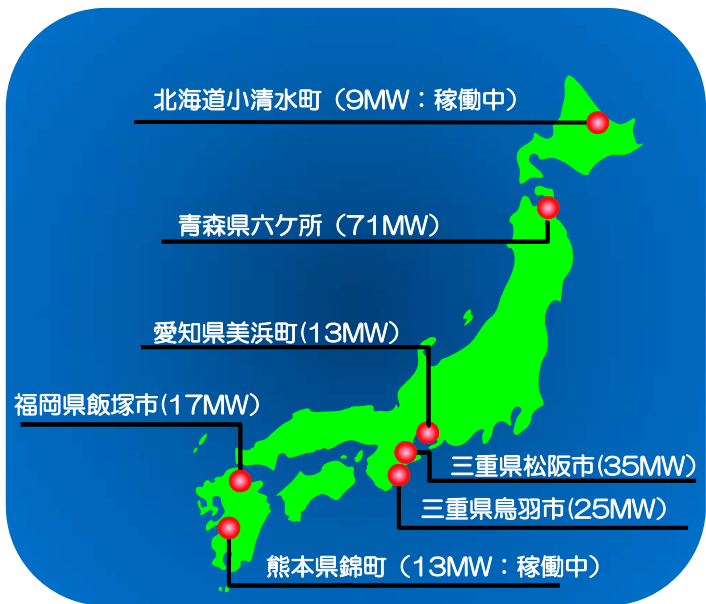 北海道小清水町（9MW：稼働中）
青森県六ケ所（71MW）
愛知県美浜町(13MW)
福岡県飯塚市(17MW)
三重県松阪市(35MW)
三重県鳥羽市(25MW)
熊本県錦町（13MW：稼働中）